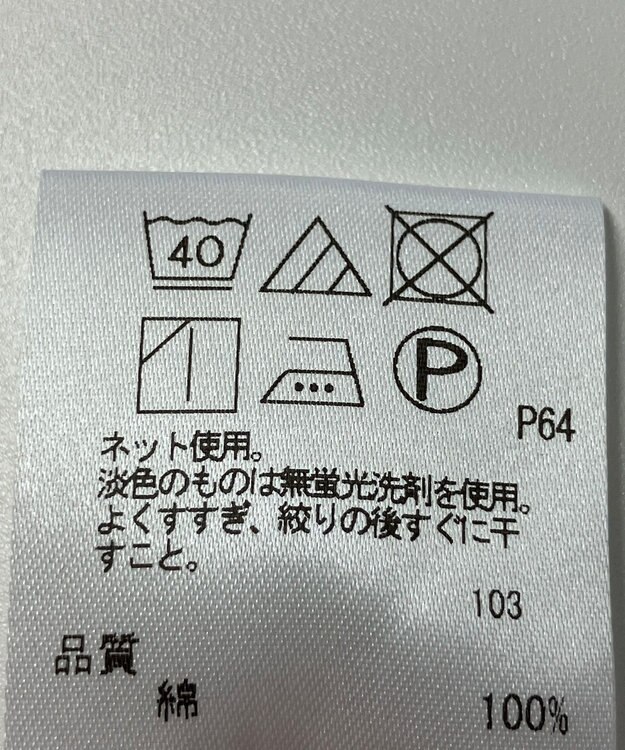 40
P
P64
ネット使用。
淡色のものは無蛍光洗剤を使用。
よくすすぎ、絞りの後すぐに干
すこと。
103
品質
綿 100%